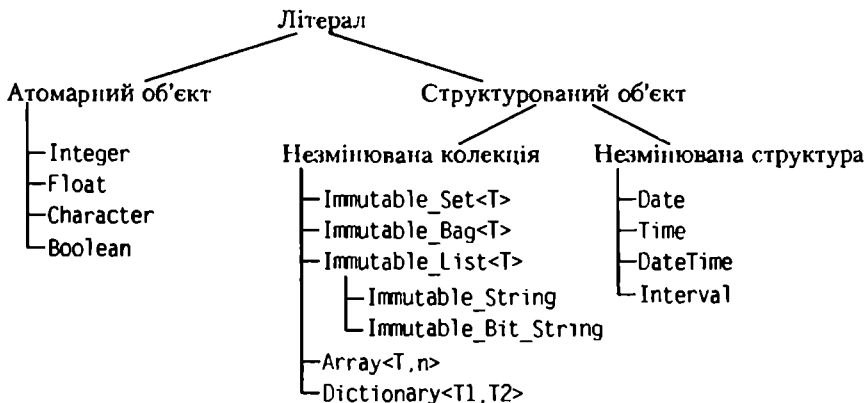 Літерал
Атомарний об'єкт
Структурований об'єкт
Integer
Float
Character
Boolean
Незмінювана колекція
Незмінювана структура
Immutable_Set<T>
Immutable_Bag<T>
Immutable_List<T>
Immutable_String
Immutable_Bit_String
Array<T,n>
Dictionary<T1,T2>
Date
Time
DateTime
Interval